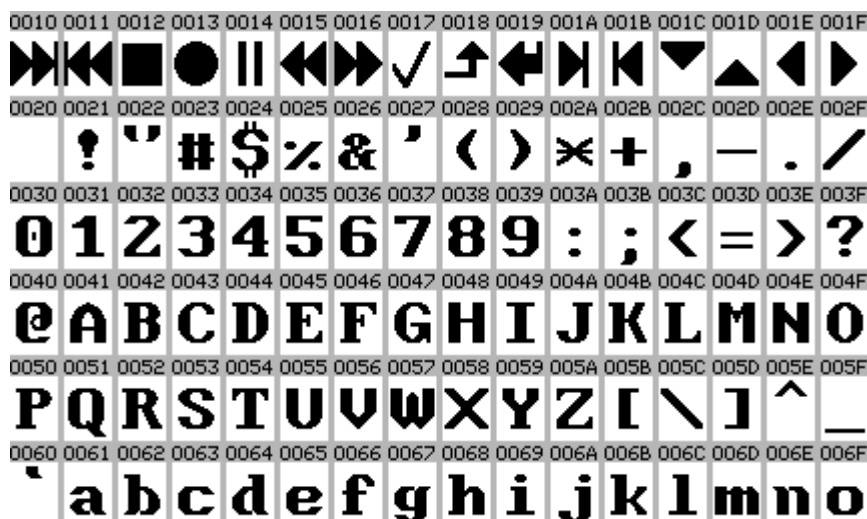 0010 0011 0012 0013 0014 0015 0016 0017 0018 0019 001A 001B 001C 001D 001E 001F
0020 0021 0022 0023 0024 0025 0026 0027 0028 0029 002A 002B 002C 002D 002E 002F
! " # $ % & ' ( ) * + , - . /
0030 0031 0032 0033 0034 0035 0036 0037 0038 0039 003A 003B 003C 003D 003E 003F
0 1 2 3 4 5 6 7 8 9 : ; < = > ?
0040 0041 0042 0043 0044 0045 0046 0047 0048 0049 004A 004B 004C 004D 004E 004F
@ A B C D E F G H I J K L M N O
0050 0051 0052 0053 0054 0055 0056 0057 0058 0059 005A 005B 005C 005D 005E 005F
P Q R S T U V W X Y Z [ \ ] ^ _
0060 0061 0062 0063 0064 0065 0066 0067 0068 0069 006A 006B 006C 006D 006E 006F
` a b c d e f g h i j k l m n o